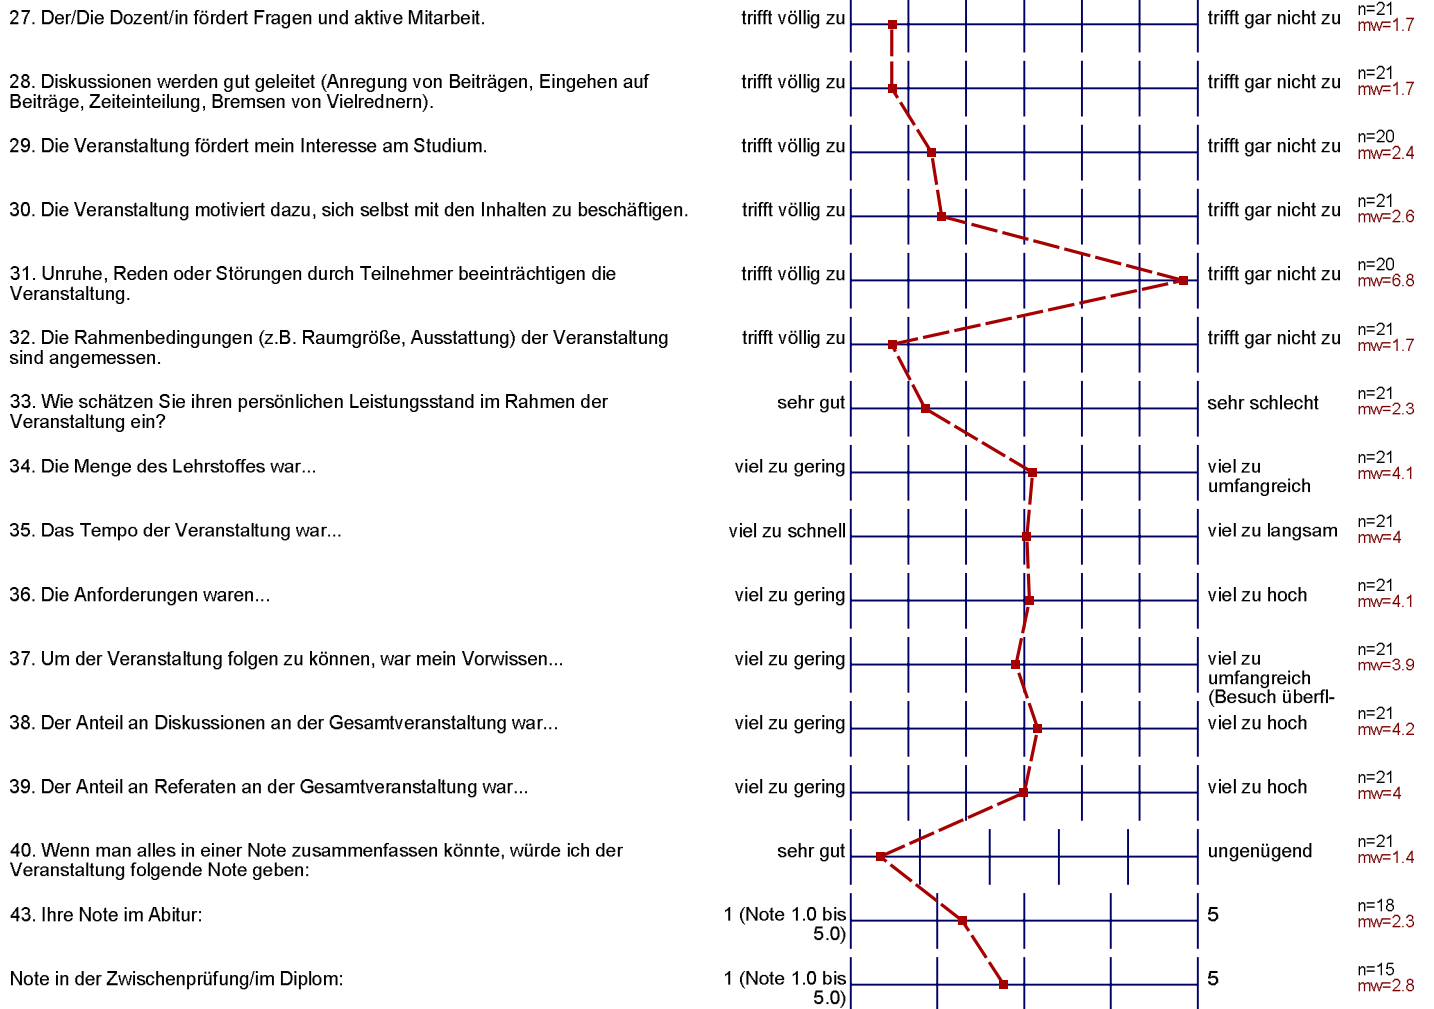 27. Der/Die Dozent/in fördert Fragen und aktive Mitarbeit. trifft völlig zu trifft gar nicht zu n=21
mw=1.7
28. Diskussionen werden gut geleitet (Anregung von Beiträgen, Eingehen auf trifft völlig zu trifft gar nicht zu n=21
Beiträge, Zeiteinteilung, Bremsen von Vielrednern). mw=1.7
29. Die Veranstaltung fördert mein Interesse am Studium. trifft völlig zu trifft gar nicht zu n=20
mw=2.4
30. Die Veranstaltung motiviert dazu, sich selbst mit den Inhalten zu beschäftigen. trifft völlig zu trifft gar nicht zu n=21
mw=2.6
31. Unruhe, Reden oder Störungen durch Teilnehmer beeinträchtigen die trifft völlig zu trifft gar nicht zu n=20
Veranstaltung. mw=6.8
32. Die Rahmenbedingungen (z.B. Raumgröße, Ausstattung) der Veranstaltung trifft völlig zu trifft gar nicht zu n=21
sind angemessen. mw=1.7
33. Wie schätzen Sie ihren persönlichen Leistungsstand im Rahmen der sehr gut sehr schlecht n=21
Veranstaltung ein? mw=2.3
34. Die Menge des Lehrstoffes war... viel zu gering viel zu n=21
umfangreich mw=4.1
35. Das Tempo der Veranstaltung war... viel zu schnell viel zu langsam n=21
mw=4
36. Die Anforderungen waren... viel zu gering viel zu hoch n=21
mw=4.1
37. Um der Veranstaltung folgen zu können, war mein Vorwissen... viel zu gering viel zu n=21
umfangreich mw=3.9
(Besuch überfl-
38. Der Anteil an Diskussionen an der Gesamtveranstaltung war... viel zu gering viel zu hoch n=21
mw=4.2
39. Der Anteil an Referaten an der Gesamtveranstaltung war... viel zu gering viel zu hoch n=21
mw=4
40. Wenn man alles in einer Note zusammenfassen könnte, würde ich der sehr gut ungenügend n=21
Veranstaltung folgende Note geben: mw=1.4
43. Ihre Note im Abitur: 1 (Note 1.0 bis 5 n=18
5.0) mw=2.3
Note in der Zwischenprüfung/im Diplom: 1 (Note 1.0 bis 5 n=15
5.0) mw=2.8